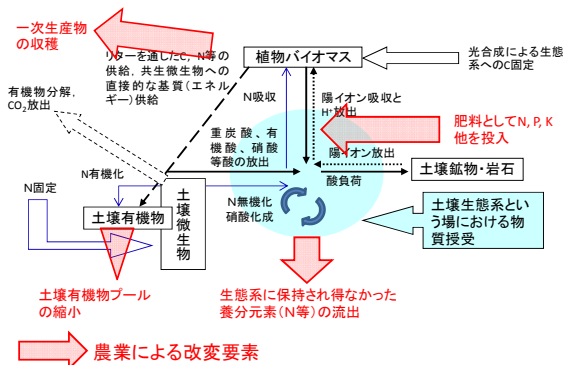 一次生産物
の収穫
リターを通したC, N等の
供給，共生微生物への
直接的な基質（エネル
ギー）供給
植物バイオマス
光合成による生態
系へのC固定
有機物分解，
CO2放出
N吸収
陽イオン吸収と
H+放出
肥料としてN, P, K
他を投入
重炭酸、有
機酸、硝酸
等酸の放出
陽イオン放出
土壌鉱物・岩石
酸負荷
N有機化
N固定
土壌有機物
土壌微生物
N無機化
硝酸化成
土壌生態系とい
う場における物
質授受
土壌有機物プール
の縮小
生態系に保持され得なかった
養分元素（N等）の流出
農業による改変要素